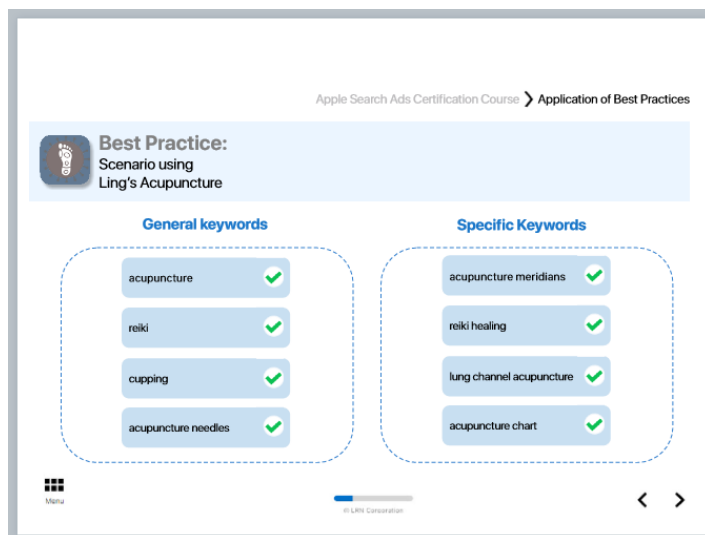 Apple Search Ads Certification Course ❯ Application of Best Practices
Best Practice:
Scenario using
Ling's Acupuncture
General keywords
Specific Keywords
acupuncture
acupuncture meridians
reiki
reiki healing
cupping
lung channel acupuncture
acupuncture needles
acupuncture chart
Menu